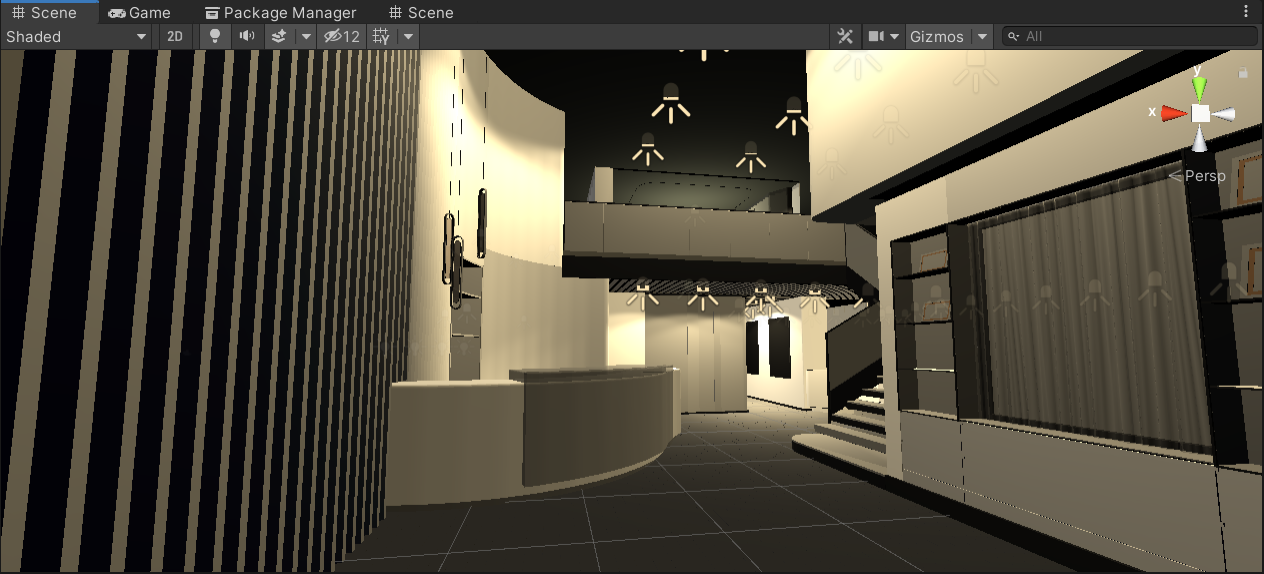 Scene Game Package Manager Scene
Shaded 2D 12 Gizmos All
y
x
Persp